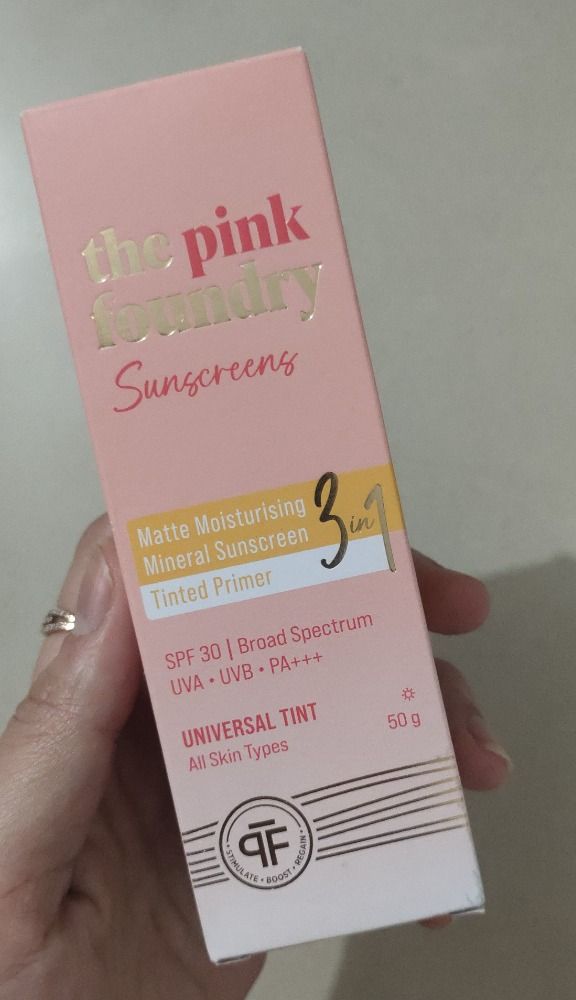 the pink
foundry
Sunscreens
Matte Moisturising
Mineral Sunscreen
3 in 1
Tinted Primer
SPF 30 | Broad Spectrum
UVA • UVB • PA+++
UNIVERSAL TINT
All Skin Types
50 g
PF
• STIMULATE • BOOST • REGAIN •